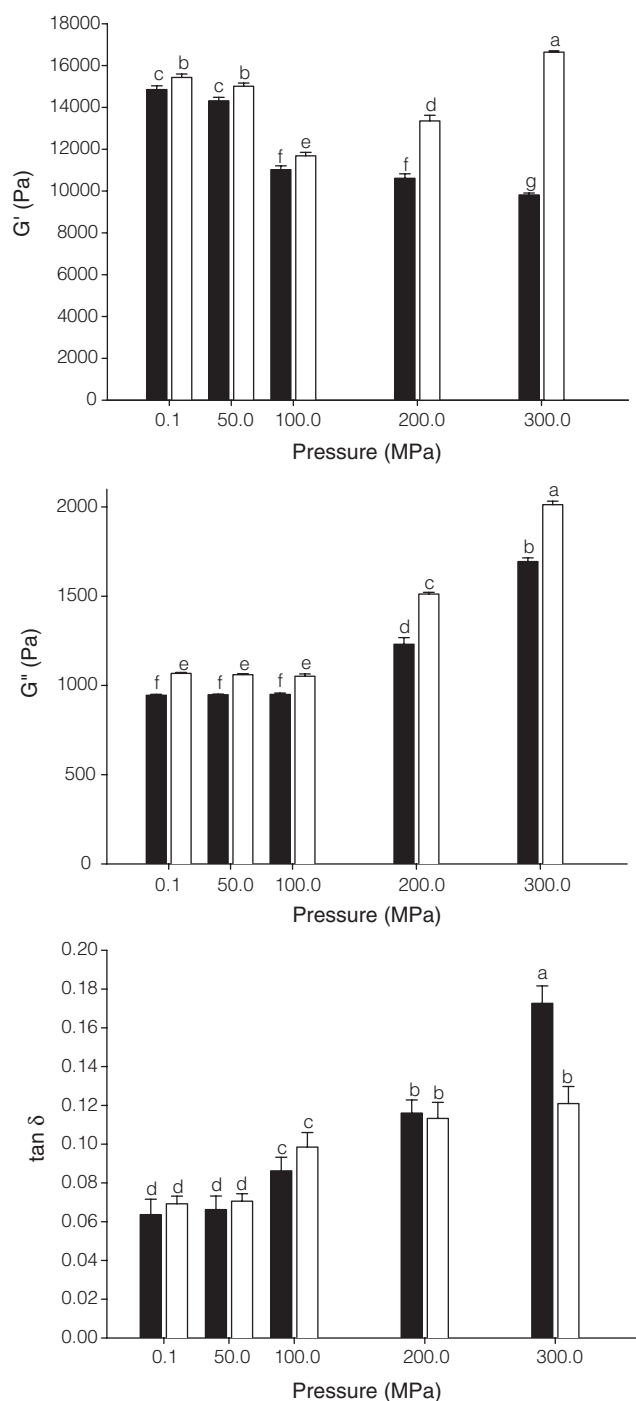 18000
a
16000
b
c
b
c
14000
d
12000
e
f
f
10000
g
G' (Pa)
8000
6000
4000
2000
0
0.1 50.0 100.0 200.0 300.0
Pressure (MPa)
a
2000
b
c
1500
d
G" (Pa)
e e e
f f f
1000
500
0
0.1 50.0 100.0 200.0 300.0
Pressure (MPa)
0.20
a
0.18
0.16
0.14
b b b
0.12
c
c
tan δ
0.10
0.08
d d d d
0.06
0.04
0.02
0.00
0.1 50.0 100.0 200.0 300.0
Pressure (MPa)